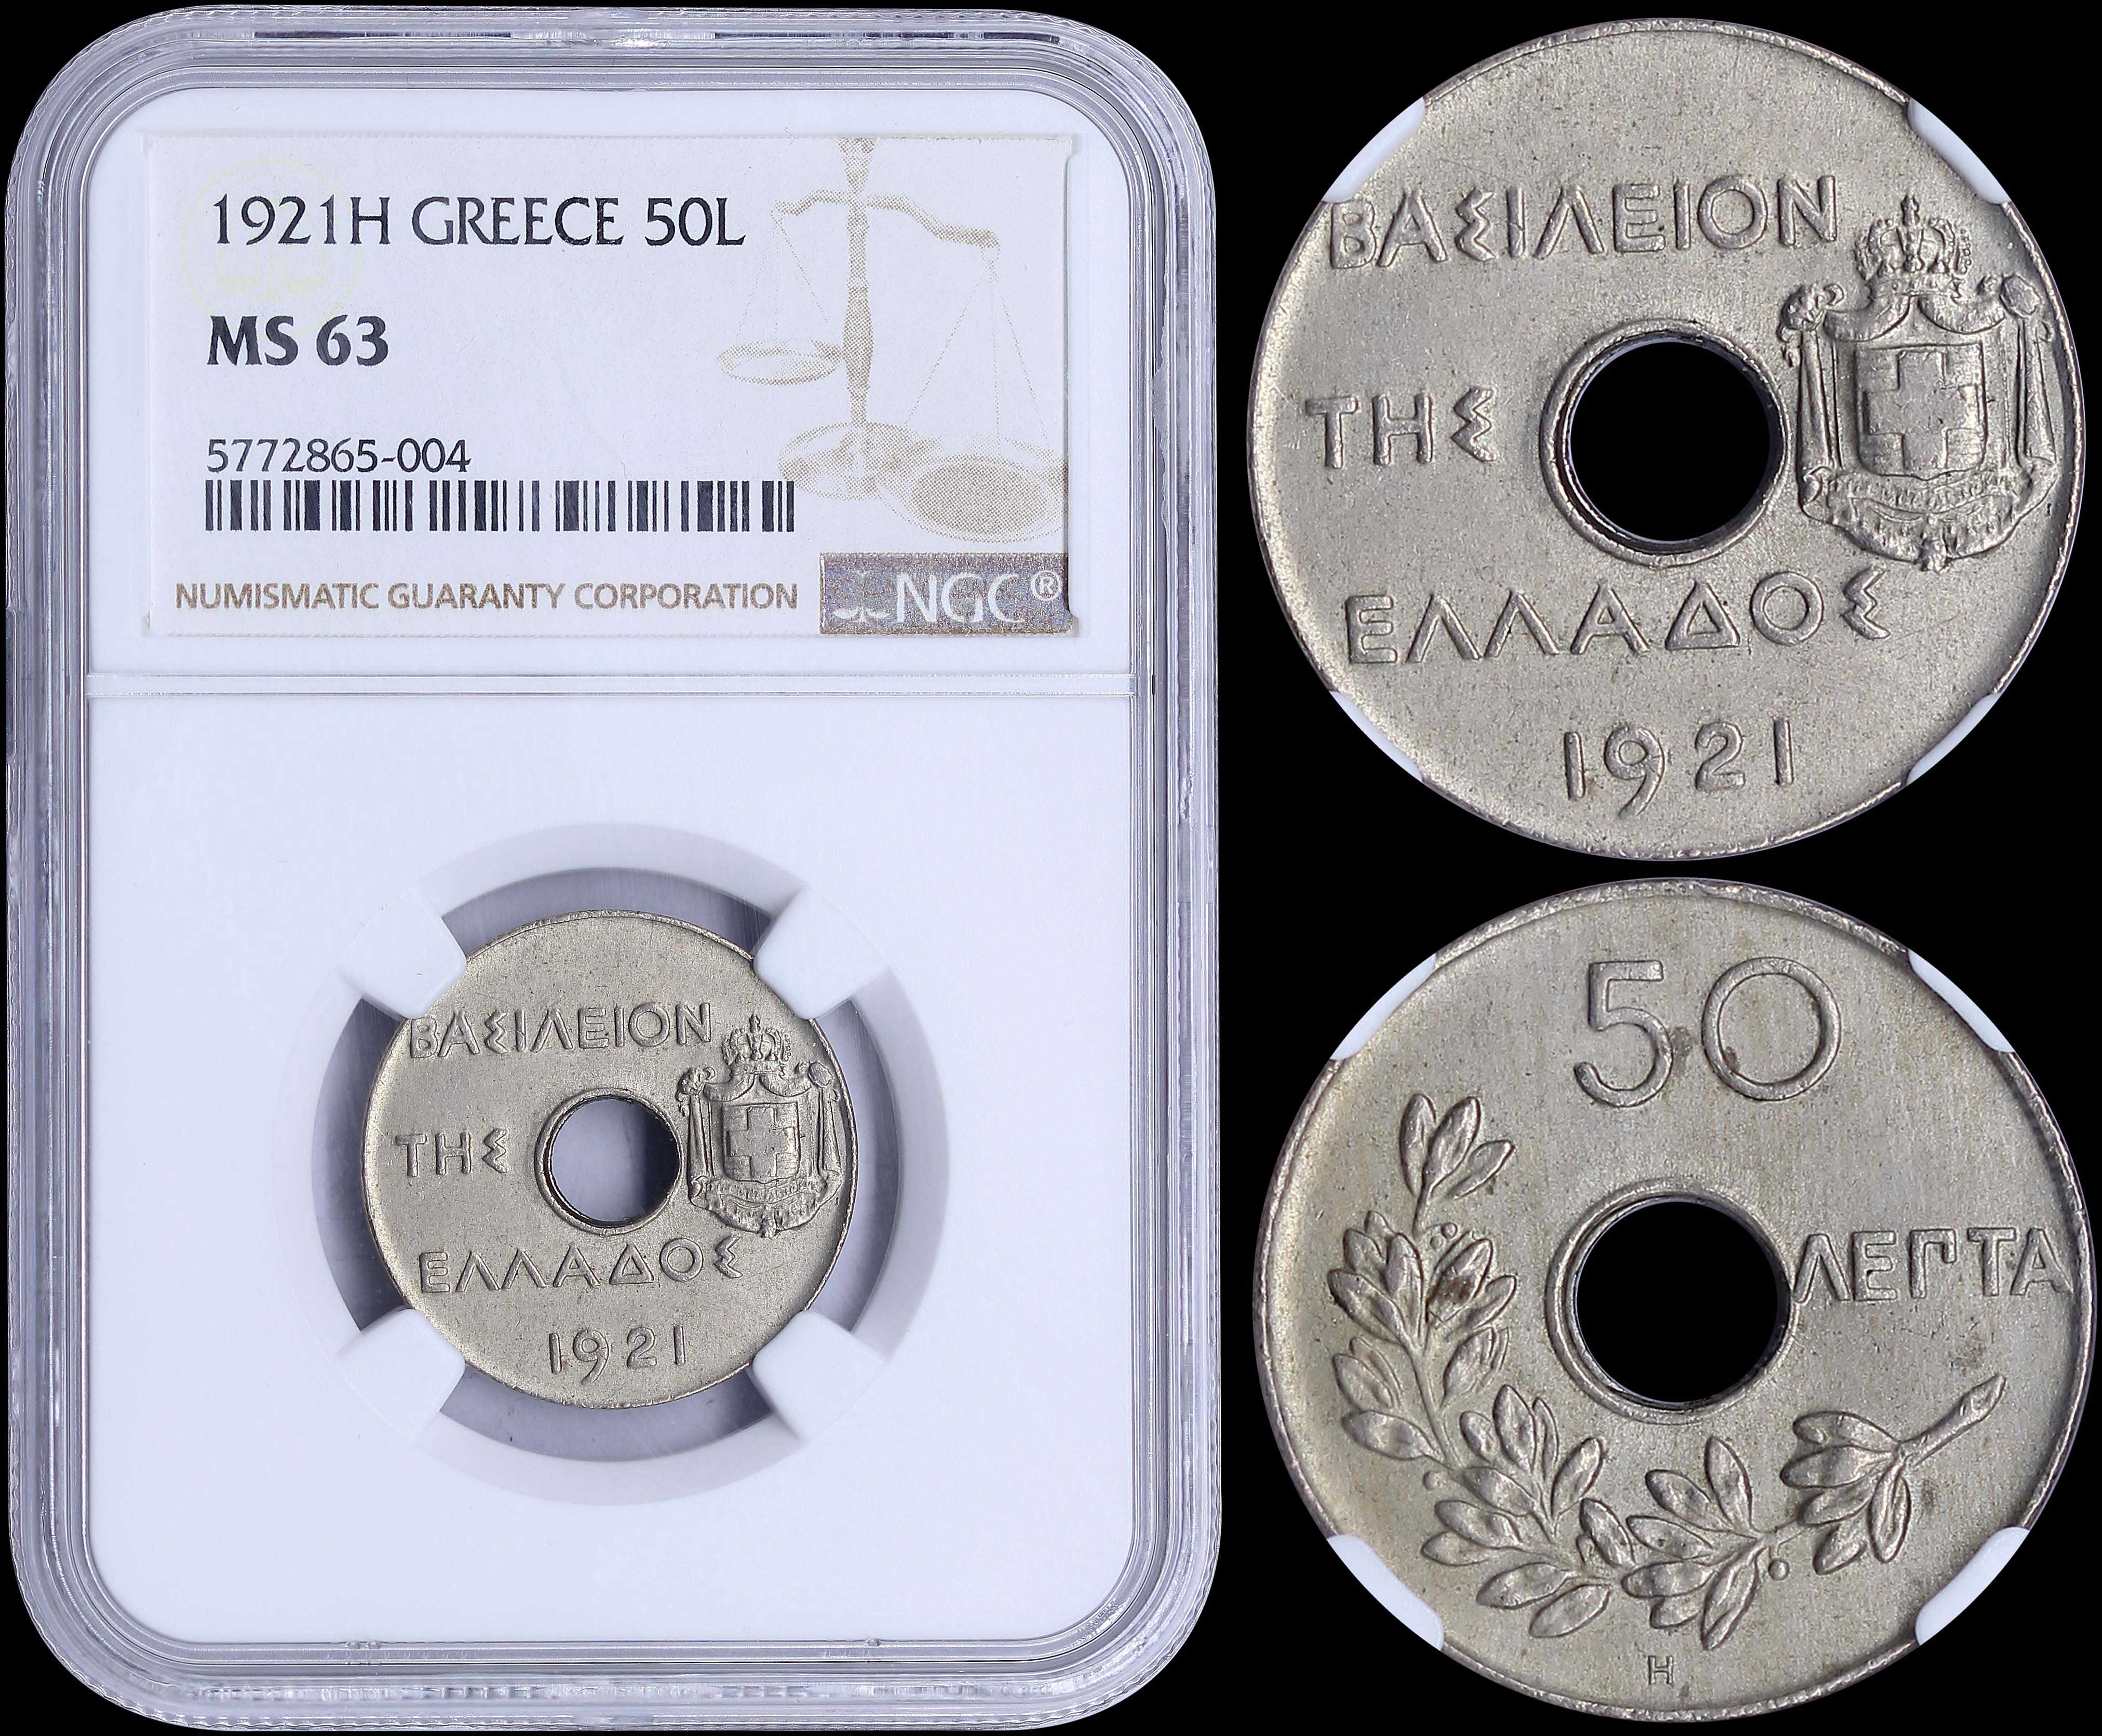 1921H GREECE 50L
MS 63
5772865-004
NUMISMATIC GUARANTY CORPORATION
NGC®
ΒΑΣΙΛΕΙΟΝ
ΤΗΣ
ΕΛΛΑΔΟΣ
1921
ΒΑΣΙΛΕΙΟΝ
ΤΗΣ
ΕΛΛΑΔΟΣ
1921
50
ΛΕΠΤΑ
H